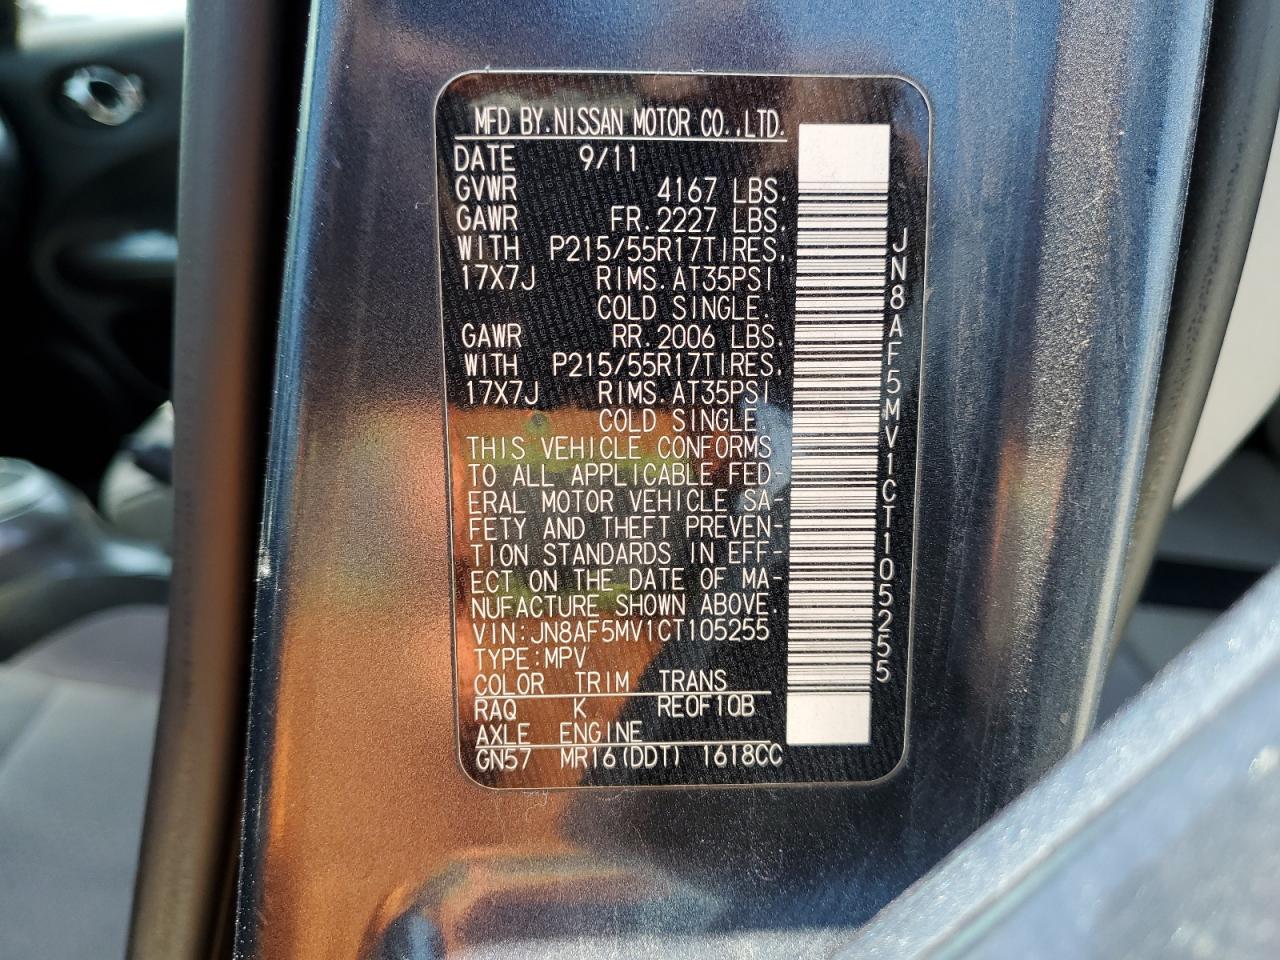 MFD BY.NISSAN MOTOR CO.,LTD.
DATE 9/11
GVWR 4167 LBS.
GAWR FR.2227 LBS.
WITH P215/55R17TIRES.
17X7J RIMS.AT35PSI
COLD SINGLE.
GAWR RR.2006 LBS.
WITH P215/55R17TIRES.
17X7J RIMS.AT35PSI
COLD SINGLE.
THIS VEHICLE CONFORMS
TO ALL APPLICABLE FED-
ERAL MOTOR VEHICLE SA-
FETY AND THEFT PREVEN-
TION STANDARDS IN EFF-
ECT ON THE DATE OF MA-
NUFACTURE SHOWN ABOVE.
VIN:JN8AF5MV1CT105255
TYPE:MPV
COLOR TRIM TRANS
RAQ K RE0F10B
AXLE ENGINE
GN57 MR16(DDT) 1618CC
JN8AF5MV1CT105255